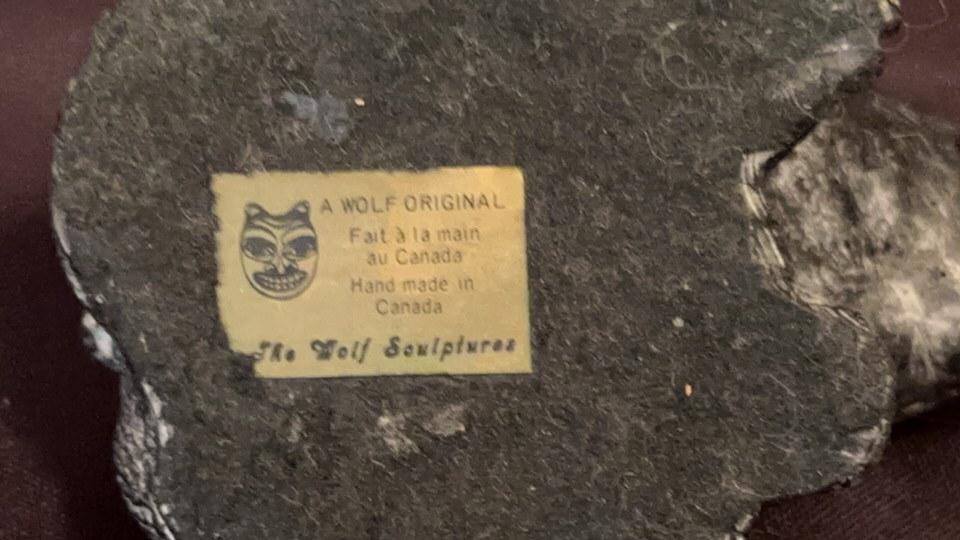 A WOLF ORIGINAL
Fait à la main
au Canada
Hand made in
Canada
The Wolf Sculptures